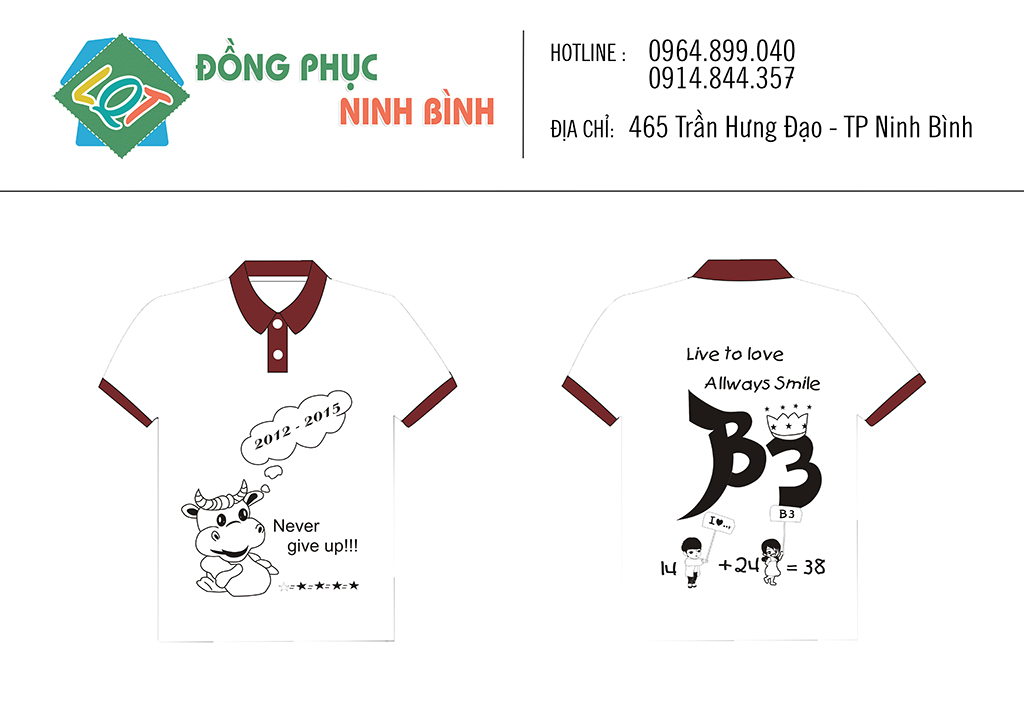 LQT
ĐỒNG PHỤC
NINH BÌNH
HOTLINE : 0964.899.040
0914.844.357
ĐỊA CHỈ: 465 Trần Hưng Đạo - TP Ninh Bình
2012 - 2015
Never
give up!!!
Live to love
Allways Smile
B3
I♥...
B3
14 +24 = 38